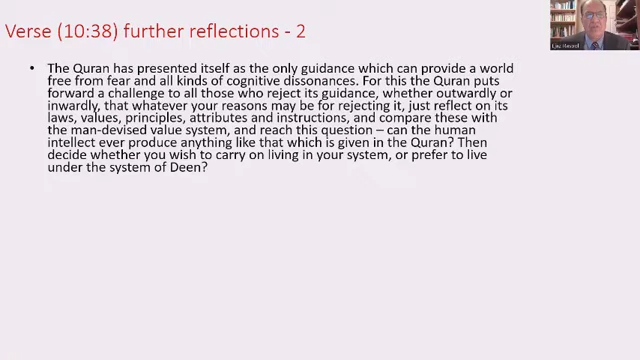 Verse (10:38) further reflections - 2
• The Quran has presented itself as the only guidance which can provide a world
free from fear and all kinds of cognitive dissonances. For this the Quran puts
forward a challenge to all those who reject its guidance, whether outwardly or
inwardly, that whatever your reasons may be for rejecting it, just reflect on its
laws, values, principles, attributes and instructions, and compare these with
the man-devised value system, and reach this question – can the human
intellect ever produce anything like that which is given in the Quran? Then
decide whether you wish to carry on living in your system, or prefer to live
under the system of Deen?